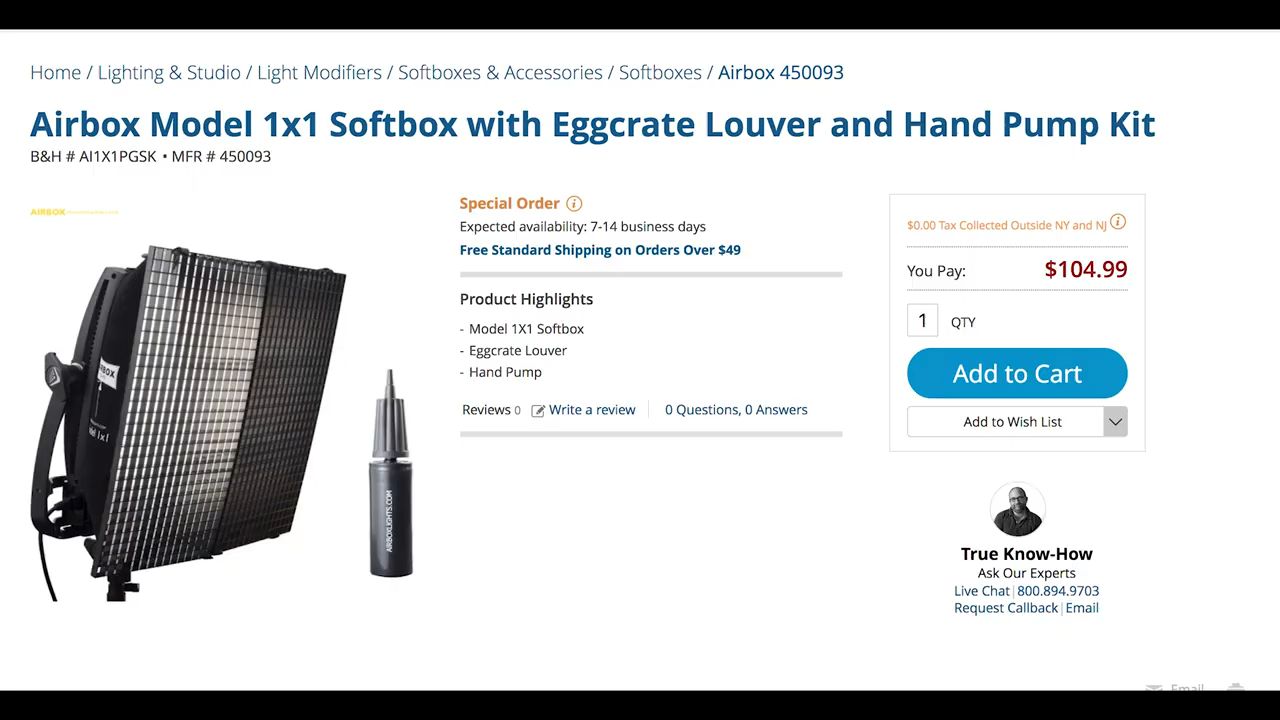 Home / Lighting & Studio / Light Modifiers / Softboxes & Accessories / Softboxes / Airbox 450093
Airbox Model 1x1 Softbox with Eggcrate Louver and Hand Pump Kit
B&H # AI1X1PGSK • MFR # 450093
AIRBOX
Special Order
Expected availability: 7-14 business days
Free Standard Shipping on Orders Over $49
Product Highlights
- Model 1X1 Softbox
- Eggcrate Louver
- Hand Pump
Reviews 0 Write a review 0 Questions, 0 Answers
AIRBOXLIGHTS.COM
$0.00 Tax Collected Outside NY and NJ
You Pay: $104.99
1 QTY
Add to Cart
Add to Wish List
True Know-How
Ask Our Experts
Live Chat | 800.894.9703
Request Callback | Email
Email